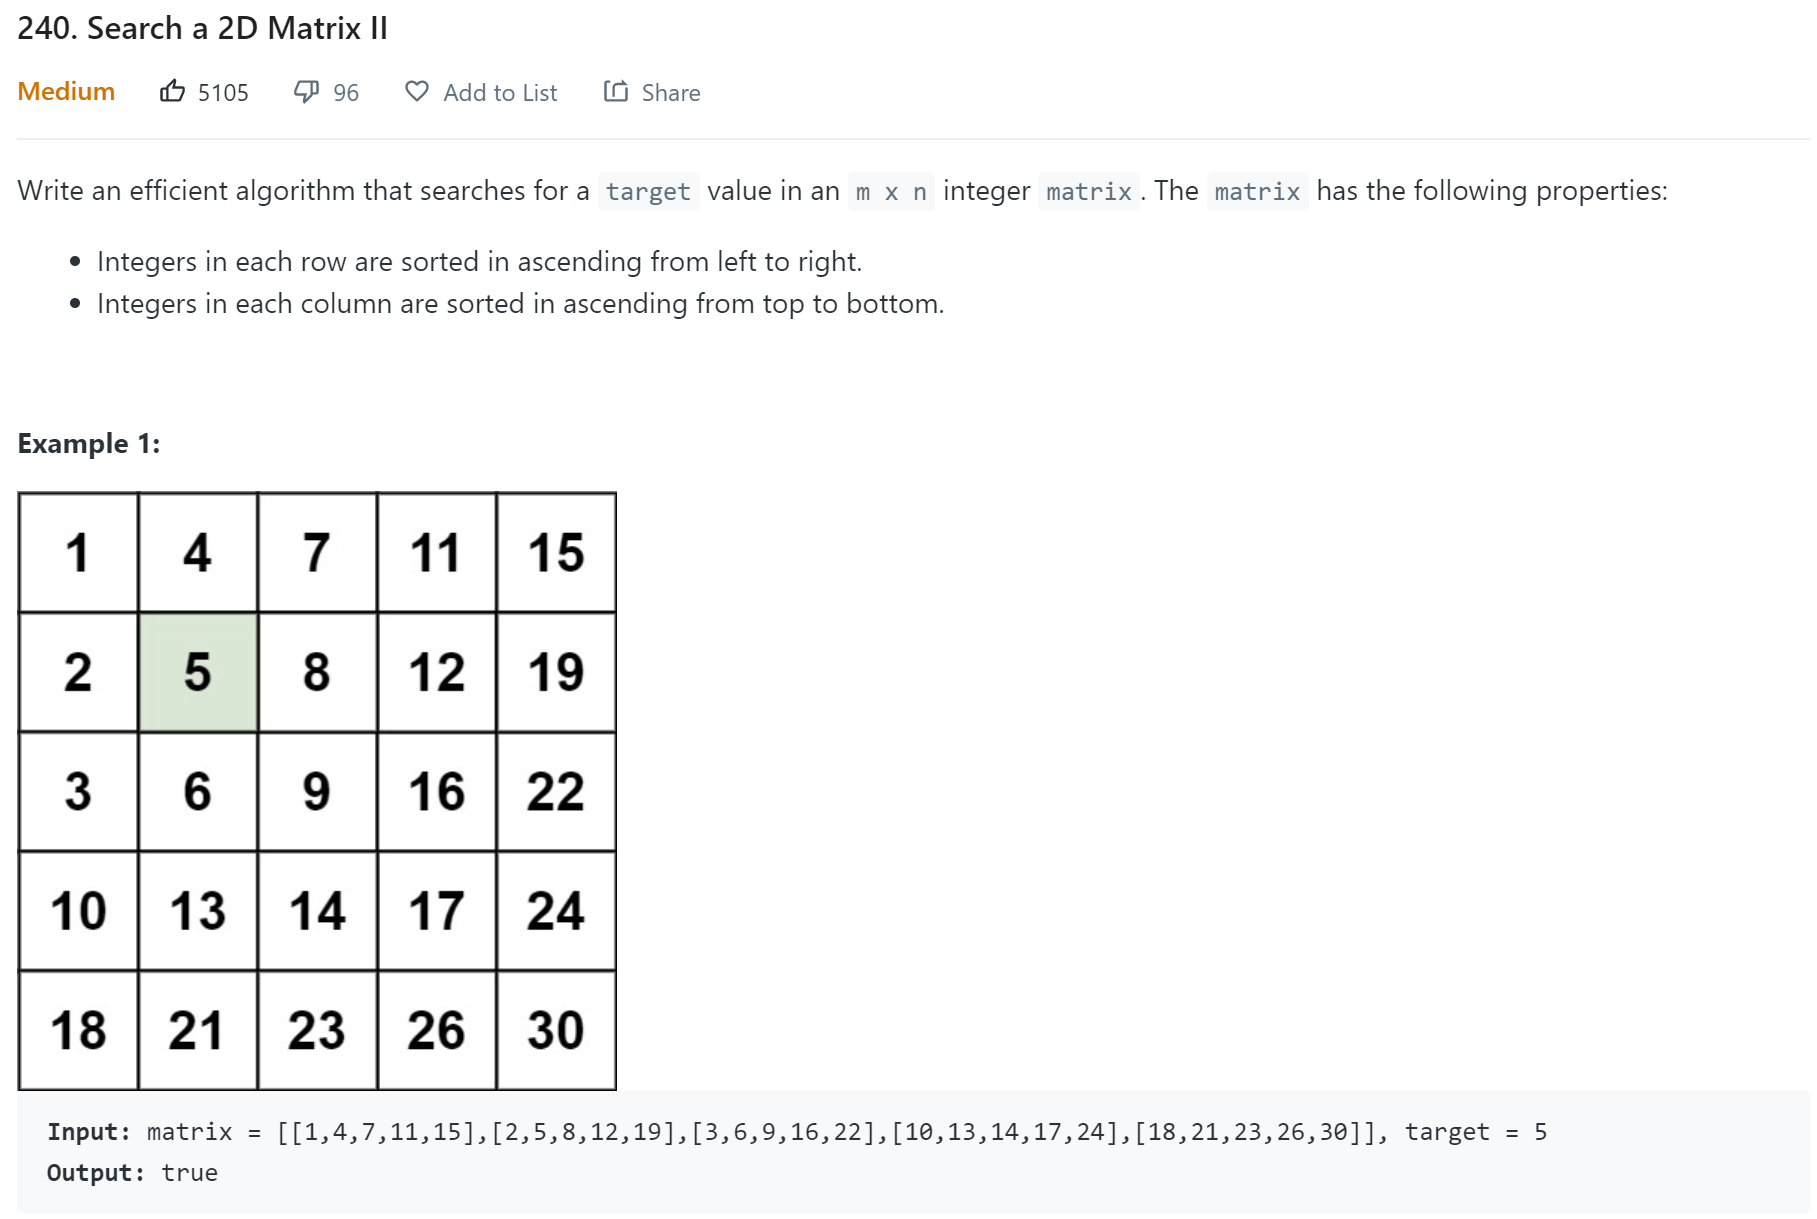 240. Search a 2D Matrix II
Medium 5105 96 Add to List Share
Write an efficient algorithm that searches for a target value in an m x n integer matrix. The matrix has the following properties:
• Integers in each row are sorted in ascending from left to right.
• Integers in each column are sorted in ascending from top to bottom.
Example 1:
1 4 7 11 15
2 5 8 12 19
3 6 9 16 22
10 13 14 17 24
18 21 23 26 30
Input: matrix = [[1,4,7,11,15],[2,5,8,12,19],[3,6,9,16,22],[10,13,14,17,24],[18,21,23,26,30]], target = 5
Output: true